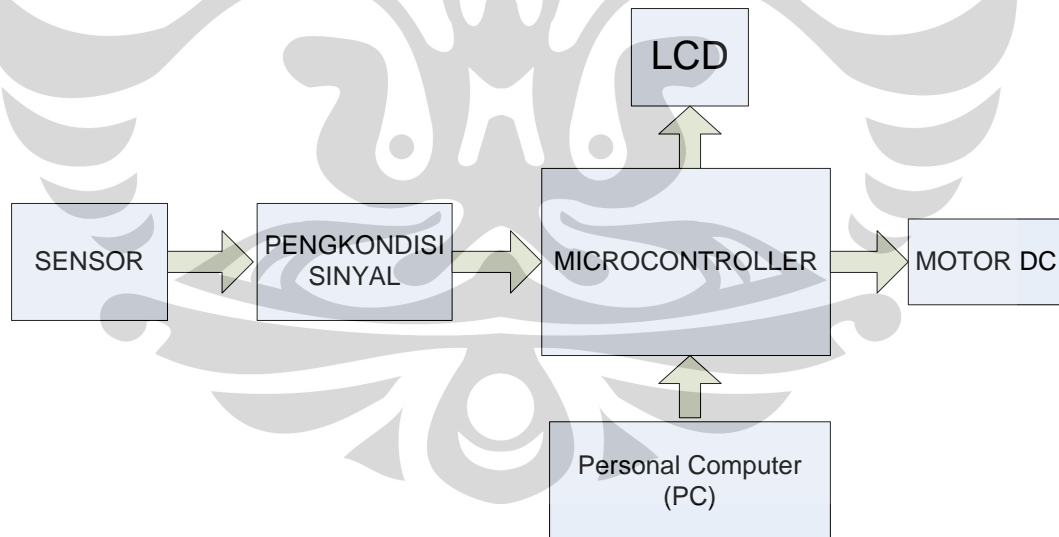 LCD
SENSOR
PENGKONDISI
SINYAL
MICROCONTROLLER
MOTOR DC
Personal Computer
(PC)